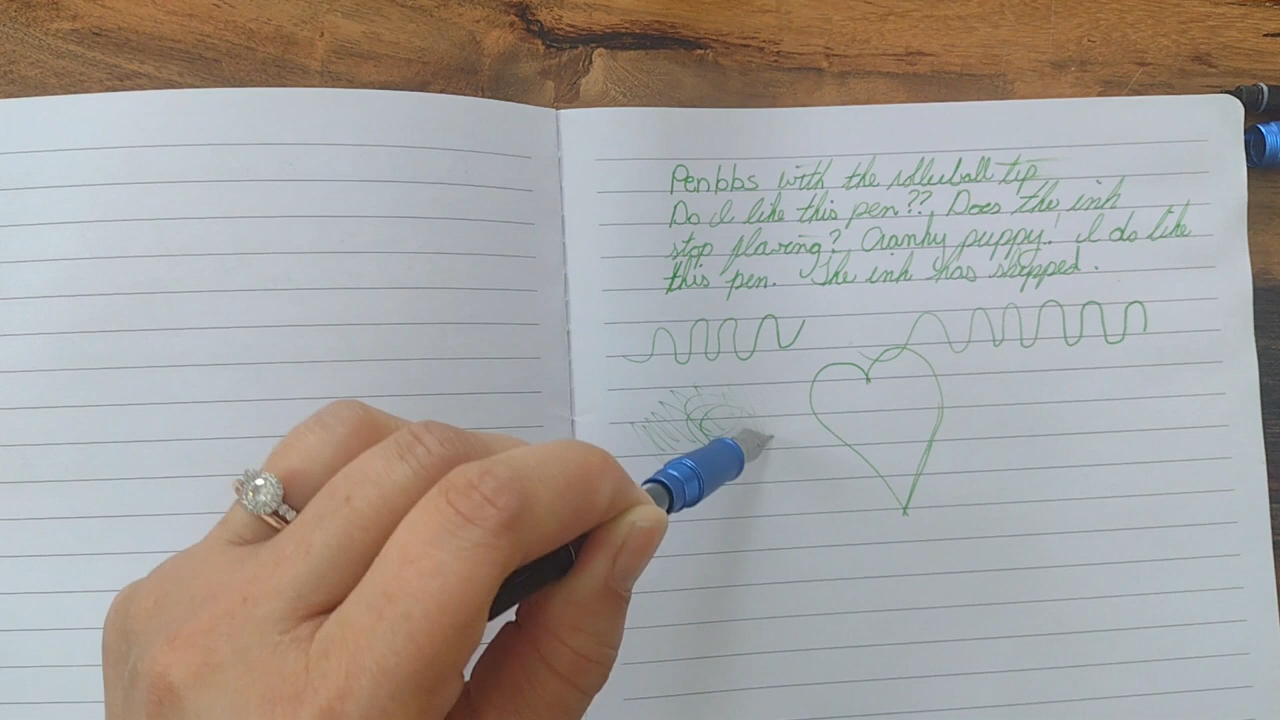 Penbbs with the rollerball tip
Do I like this pen?? Does the ink
stop flowing? Cranky puppy! I do like
this pen. The ink has skipped.